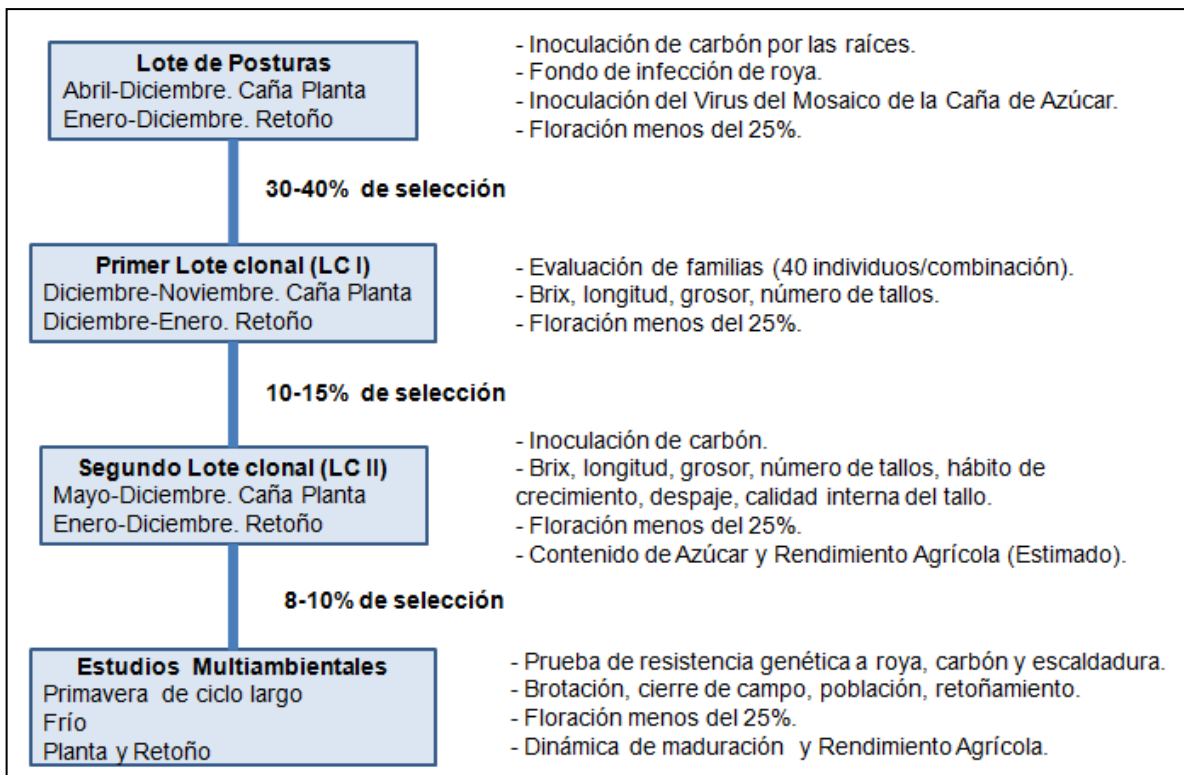 Lote de Posturas
Abril-Diciembre. Caña Planta
Enero-Diciembre. Retoño
- Inoculación de carbón por las raíces.
- Fondo de infección de roya.
- Inoculación del Virus del Mosaico de la Caña de Azúcar.
- Floración menos del 25%.
30-40% de selección
Primer Lote clonal (LC I)
Diciembre-Noviembre. Caña Planta
Diciembre-Enero. Retoño
- Evaluación de familias (40 individuos/combinación).
- Brix, longitud, grosor, número de tallos.
- Floración menos del 25%.
10-15% de selección
Segundo Lote clonal (LC II)
Mayo-Diciembre. Caña Planta
Enero-Diciembre. Retoño
- Inoculación de carbón.
- Brix, longitud, grosor, número de tallos, hábito de
crecimiento, despaje, calidad interna del tallo.
- Floración menos del 25%.
- Contenido de Azúcar y Rendimiento Agrícola (Estimado).
8-10% de selección
Estudios Multiambientales
Primavera de ciclo largo
Frío
Planta y Retoño
- Prueba de resistencia genética a roya, carbón y escaldadura.
- Brotación, cierre de campo, población, retoñamiento.
- Floración menos del 25%.
- Dinámica de maduración y Rendimiento Agrícola.